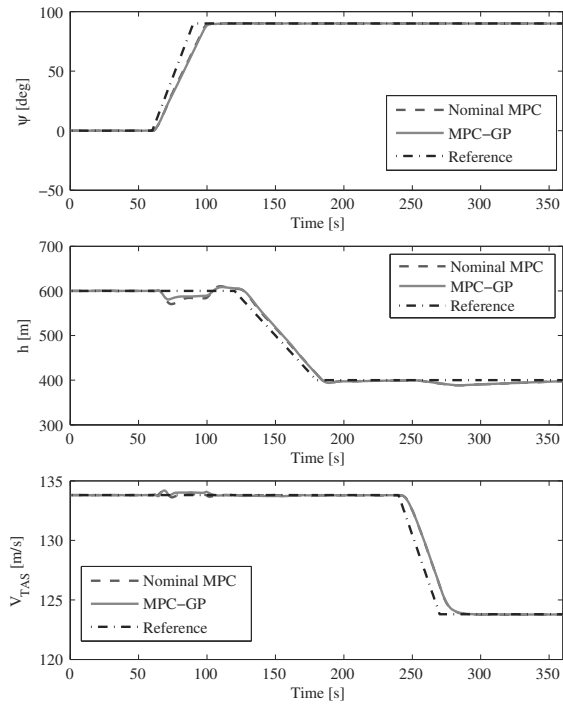 100
50
0
−50
ψ [deg]
Nominal MPC
MPC−GP
Reference
0 50 100 150 200 250 300 350
Time [s]
700
600
500
400
300
h [m]
Nominal MPC
MPC−GP
Reference
0 50 100 150 200 250 300 350
Time [s]
135
130
125
120
V_TAS [m/s]
Nominal MPC
MPC−GP
Reference
0 50 100 150 200 250 300 350
Time [s]